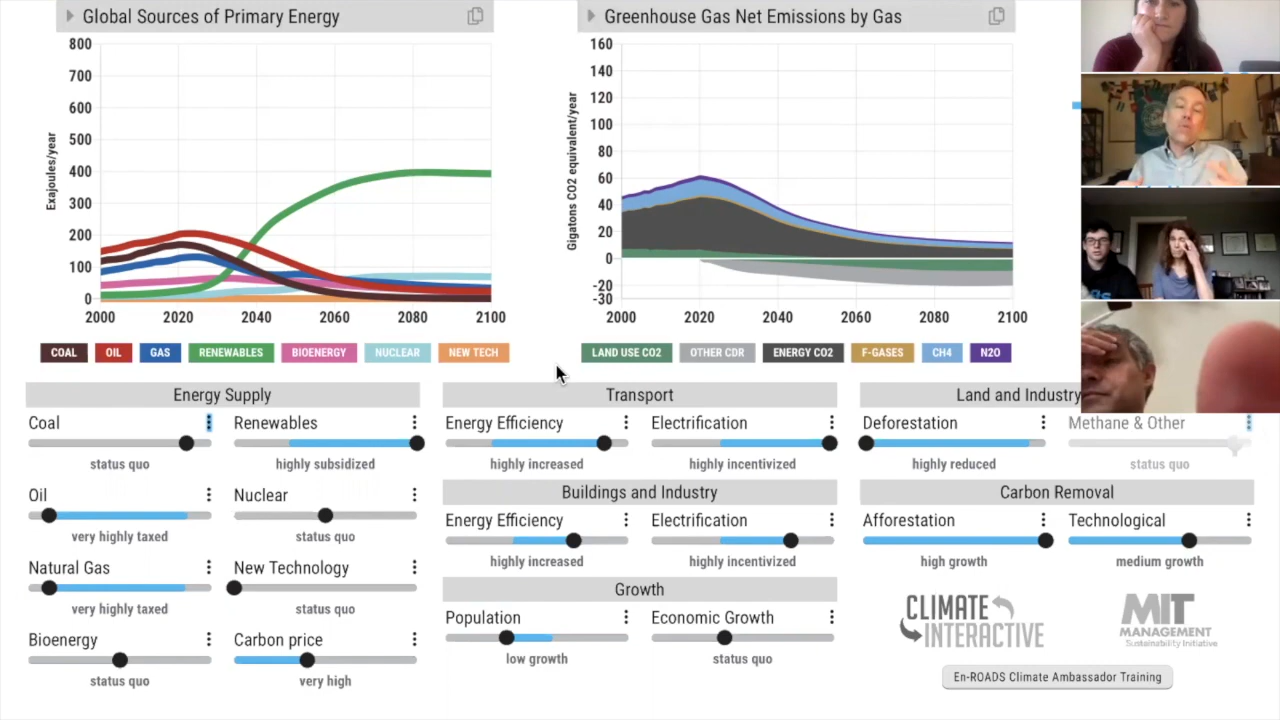 Global Sources of Primary Energy
800
700
600
500
400
300
200
100
0
Exajoules/year
2000 2020 2040 2060 2080 2100
COAL OIL GAS RENEWABLES BIOENERGY NUCLEAR NEW TECH
Greenhouse Gas Net Emissions by Gas
160
140
120
100
80
60
40
20
0
-20
-30
Gigatons CO2 equivalent/year
2000 2020 2040 2060 2080 2100
LAND USE CO2 OTHER CDR ENERGY CO2 F-GASES CH4 N2O
Energy Supply
Coal
status quo
Renewables
highly subsidized
Oil
very highly taxed
Nuclear
status quo
Natural Gas
very highly taxed
New Technology
status quo
Bioenergy
status quo
Carbon price
very high
Transport
Energy Efficiency
highly increased
Electrification
highly incentivized
Buildings and Industry
Energy Efficiency
highly increased
Electrification
highly incentivized
Growth
Population
low growth
Economic Growth
status quo
Land and Industry
Deforestation
highly reduced
Methane & Other
status quo
Carbon Removal
Afforestation
high growth
Technological
medium growth
CLIMATE
INTERACTIVE
MIT
MANAGEMENT
Sustainability Initiative
En-ROADS Climate Ambassador Training